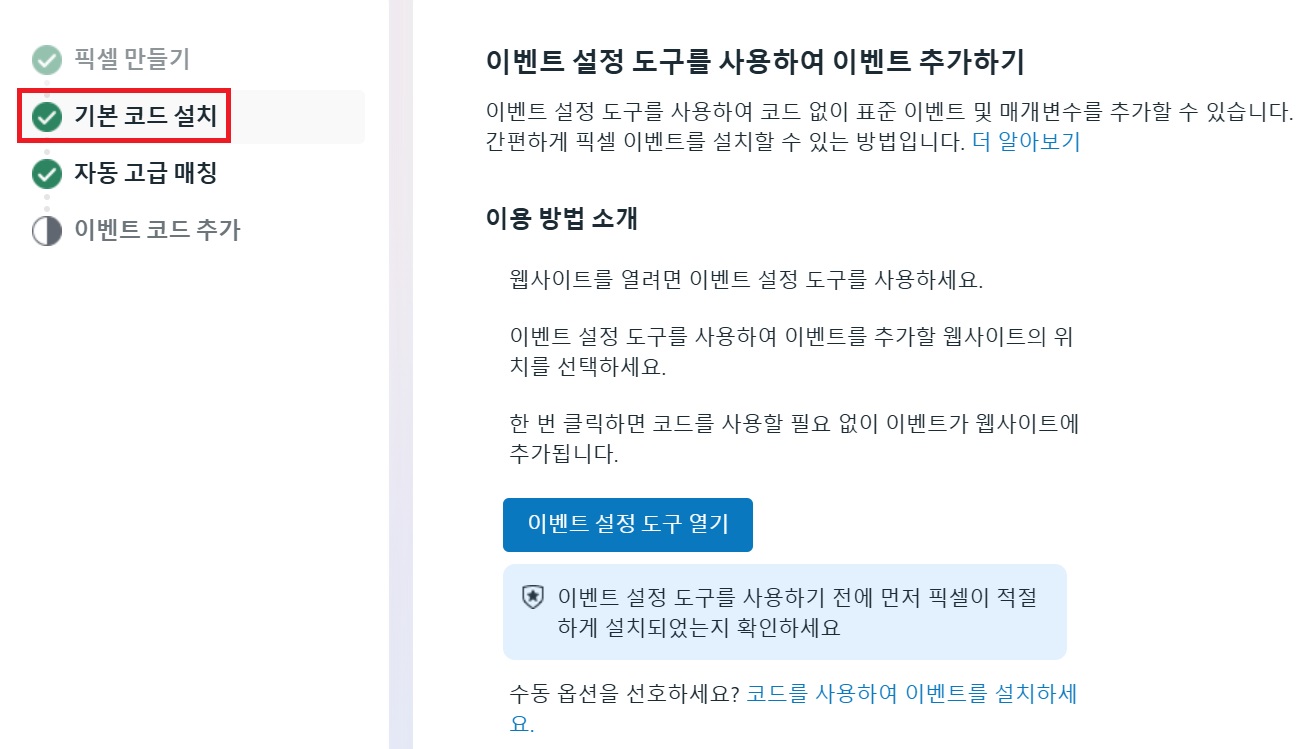 픽셀 만들기
기본 코드 설치
자동 고급 매칭
이벤트 코드 추가
이벤트 설정 도구를 사용하여 이벤트 추가하기
이벤트 설정 도구를 사용하여 코드 없이 표준 이벤트 및 매개변수를 추가할 수 있습니다.
간편하게 픽셀 이벤트를 설치할 수 있는 방법입니다. 더 알아보기
이용 방법 소개
웹사이트를 열려면 이벤트 설정 도구를 사용하세요.
이벤트 설정 도구를 사용하여 이벤트를 추가할 웹사이트의 위
치를 선택하세요.
한 번 클릭하면 코드를 사용할 필요 없이 이벤트가 웹사이트에
추가됩니다.
이벤트 설정 도구 열기
이벤트 설정 도구를 사용하기 전에 먼저 픽셀이 적절
하게 설치되었는지 확인하세요
수동 옵션을 선호하세요? 코드를 사용하여 이벤트를 설치하세
요.